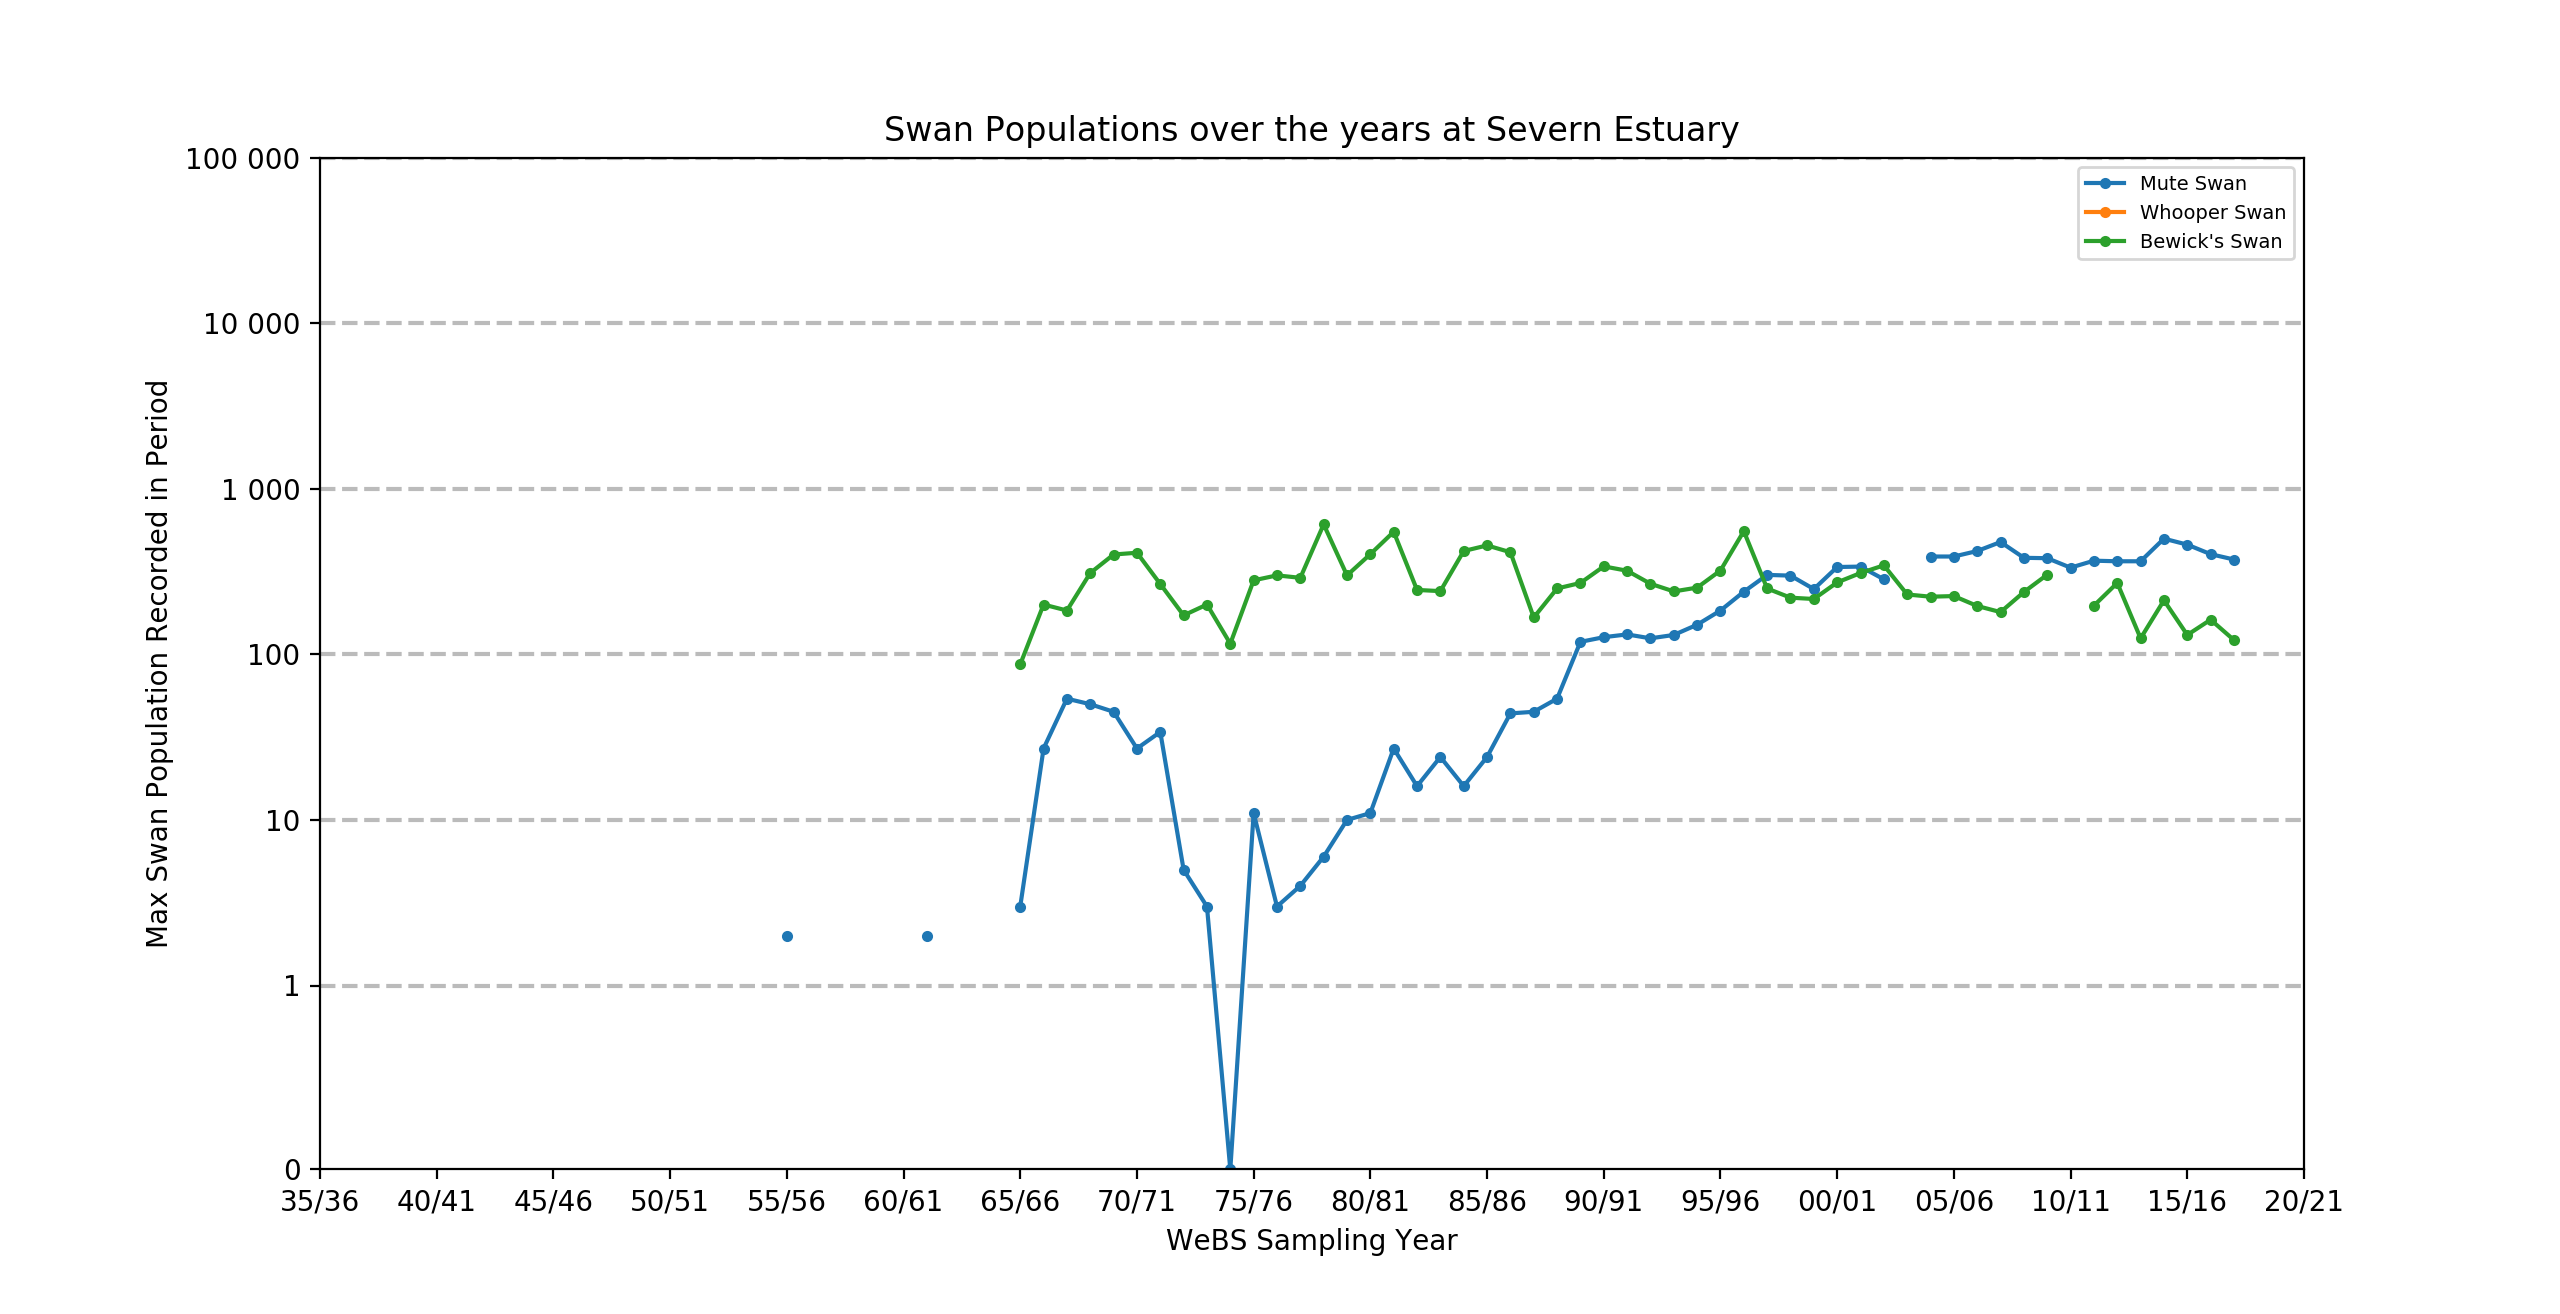 Swan Populations over the years at Severn Estuary
100 000
10 000
1 000
100
10
1
0
Max Swan Population Recorded in Period
Mute Swan
Whooper Swan
Bewick's Swan
35/36 40/41 45/46 50/51 55/56 60/61 65/66 70/71 75/76 80/81 85/86 90/91 95/96 00/01 05/06 10/11 15/16 20/21
WeBS Sampling Year